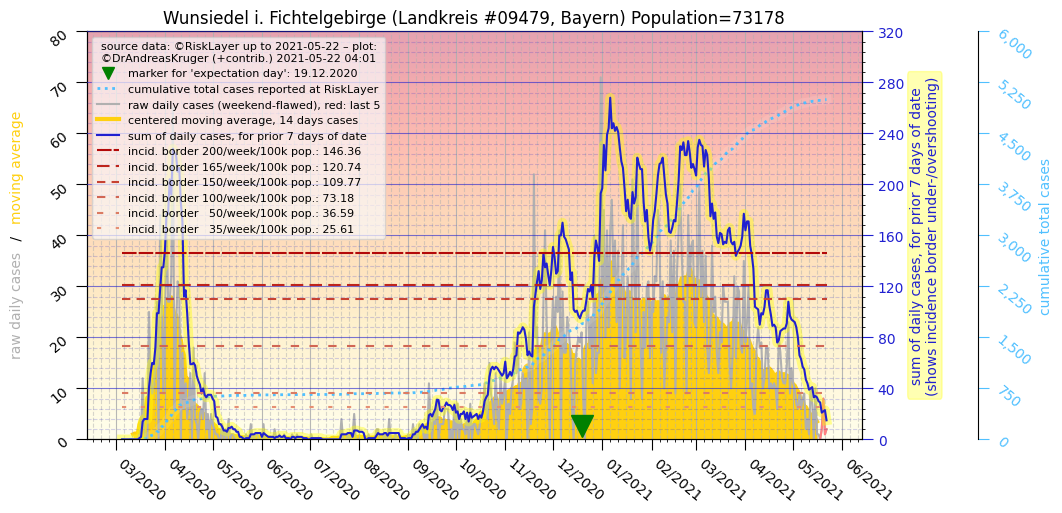 Wunsiedel i. Fichtelgebirge (Landkreis #09479, Bayern) Population=73178
source data: ©RiskLayer up to 2021-05-22 – plot:
©DrAndreasKruger (+contrib.) 2021-05-22 04:01
marker for 'expectation day': 19.12.2020
cumulative total cases reported at RiskLayer
raw daily cases (weekend-flawed), red: last 5
centered moving average, 14 days
sum of daily cases, for prior 7 days of date
incid. border 200/week/100k pop.: 146.36
incid. border 165/week/100k pop.: 120.74
incid. border 150/week/100k pop.: 109.77
incid. border 100/week/100k pop.: 73.18
incid. border   50/week/100k pop.: 36.59
incid. border   35/week/100k pop.: 25.61
raw daily cases / moving average
80
70
60
50
40
30
20
10
0
03/2020
04/2020
05/2020
06/2020
07/2020
08/2020
09/2020
10/2020
11/2020
12/2020
01/2021
02/2021
03/2021
04/2021
05/2021
06/2021
320
280
240
200
160
120
80
40
0
sum of daily cases, for prior 7 days of date
(shows incidence border under-/overshooting)
6,000
5,250
4,500
3,750
3,000
2,250
1,500
750
0
cumulative total cases